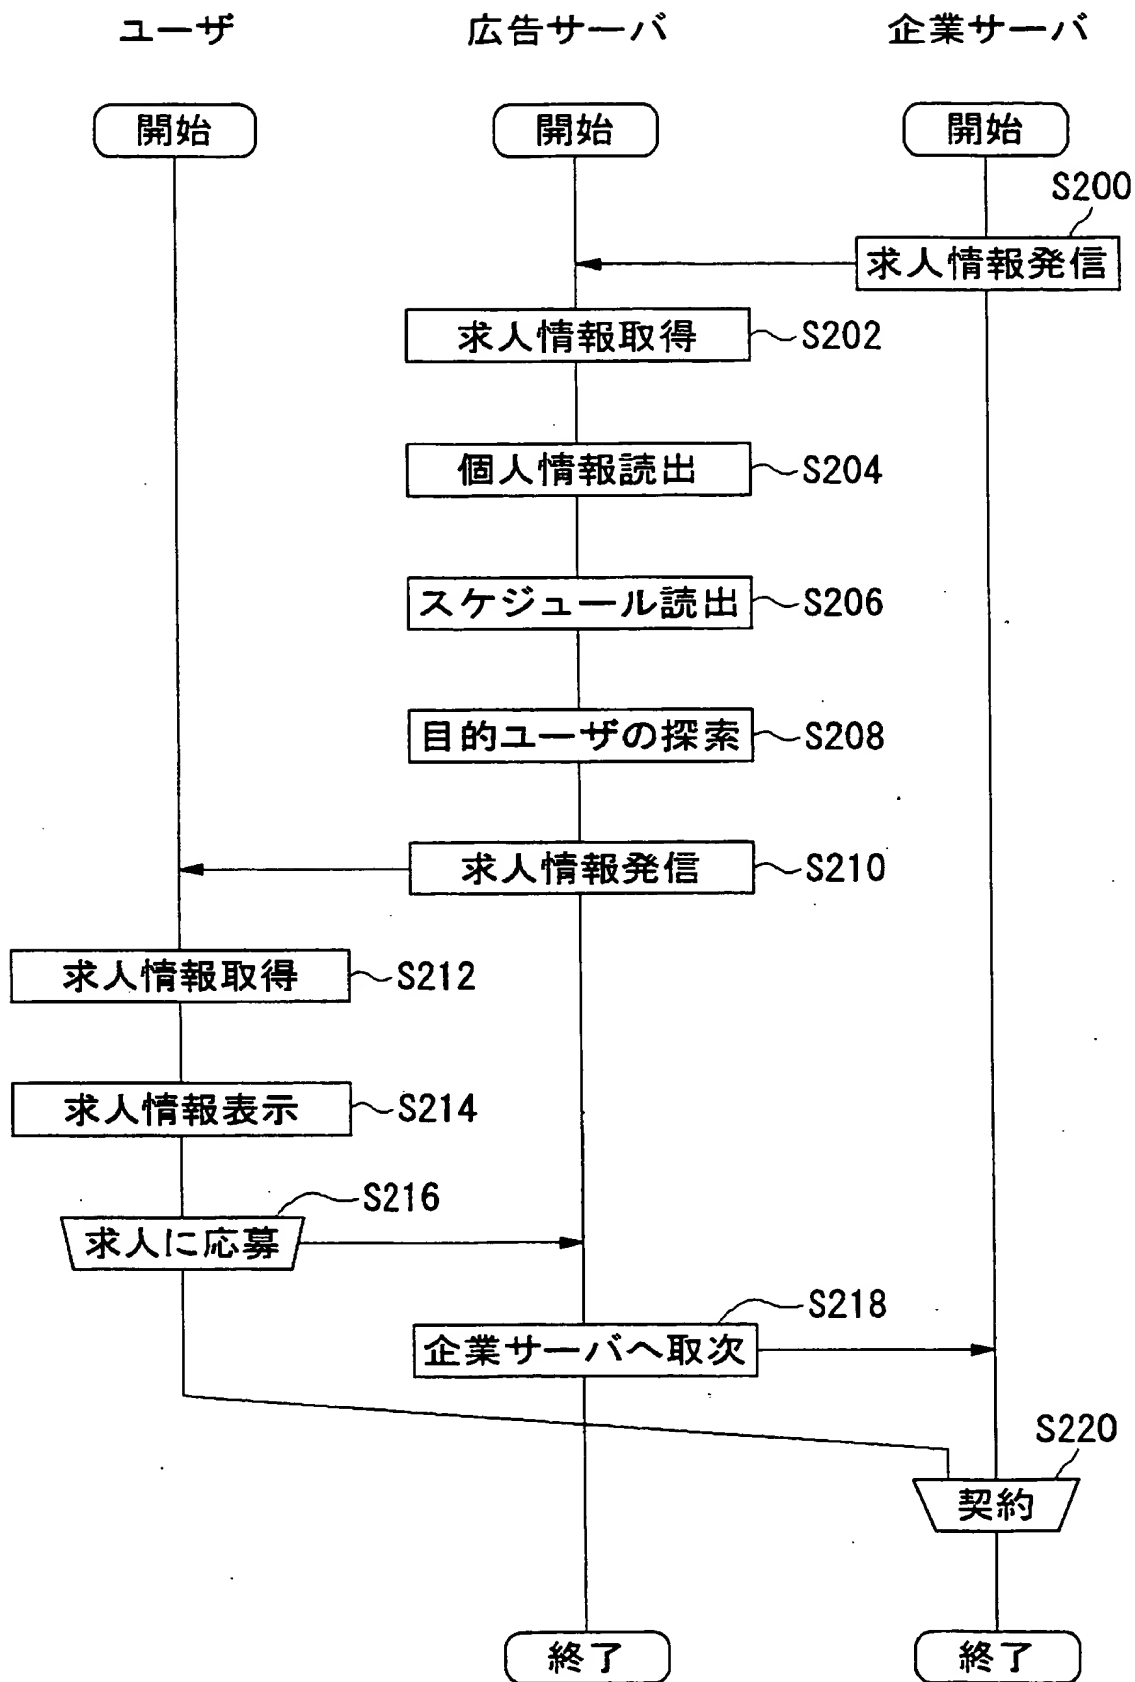 ユーザ
広告サーバ
企業サーバ
開始
開始
開始
S200
求人情報発信
求人情報取得
S202
個人情報読出
S204
スケジュール読出
S206
目的ユーザの探索
S208
求人情報発信
S210
求人情報取得
S212
求人情報表示
S214
S216
求人に応募
S218
企業サーバへ取次
S220
契約
終了
終了